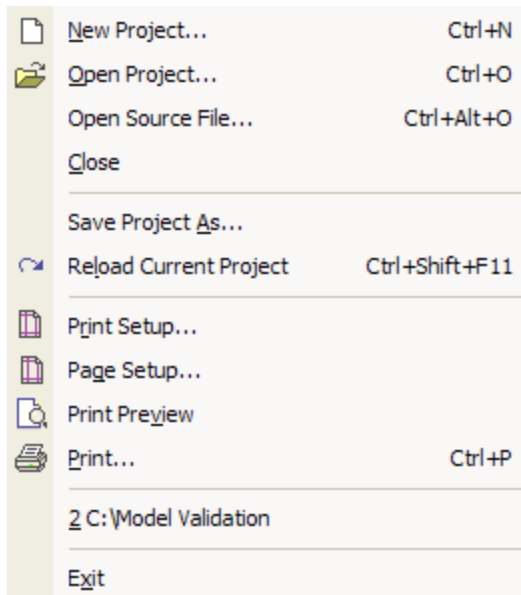 New Project... Ctrl+N
Open Project... Ctrl+O
Open Source File... Ctrl+Alt+O
Close
Save Project As...
Reload Current Project Ctrl+Shift+F11
Print Setup...
Page Setup...
Print Preview
Print... Ctrl+P
2 C:\Model Validation
Exit